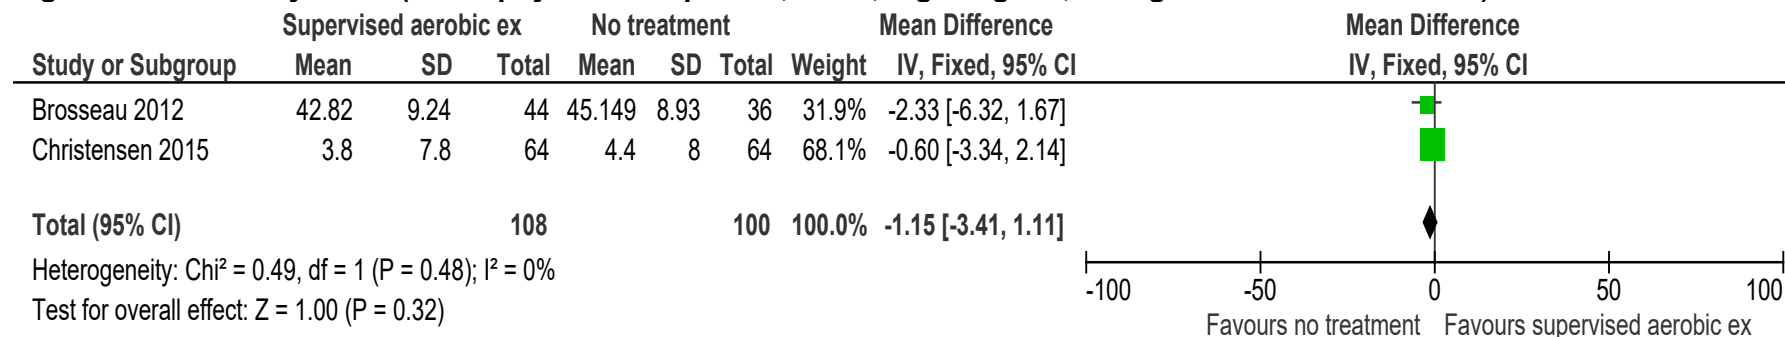 Supervised aerobic ex No treatment Mean Difference Mean Difference
Study or Subgroup Mean SD Total Mean SD Total Weight IV, Fixed, 95% CI IV, Fixed, 95% CI
Brosseau 2012 42.82 9.24 44 45.149 8.93 36 31.9% -2.33 [-6.32, 1.67]
Christensen 2015 3.8 7.8 64 4.4 8 64 68.1% -0.60 [-3.34, 2.14]
Total (95% CI) 108 100 100.0% -1.15 [-3.41, 1.11]
Heterogeneity: Chi² = 0.49, df = 1 (P = 0.48); I² = 0%
Test for overall effect: Z = 1.00 (P = 0.32)
-100 -50 0 50 100
Favours no treatment Favours supervised aerobic ex